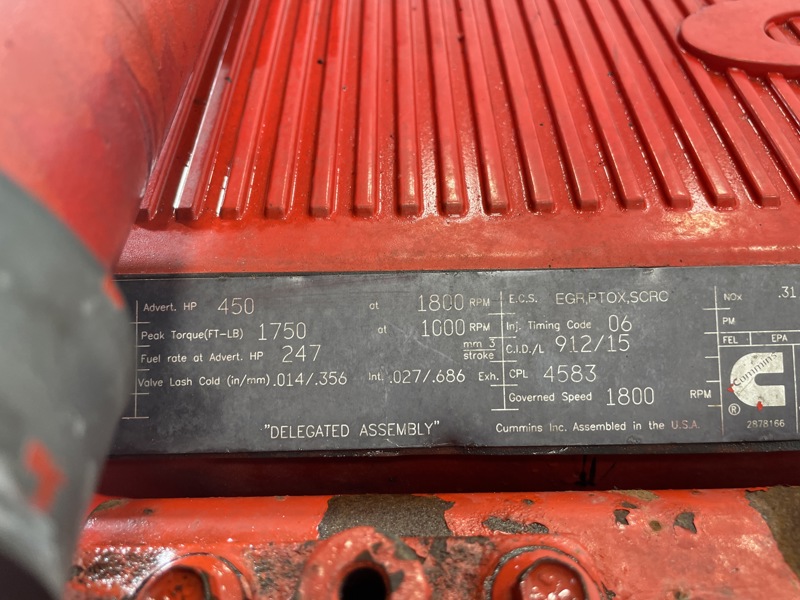 Advert. HP 450 at 1800 RPM
Peak Torque(FT-LB) 1750 at 1000 RPM
Fuel rate at Advert. HP 247 mm 3
stroke
Valve Lash Cold (in/mm) .014/.356 Int. .027/.686 Exh.
"DELEGATED ASSEMBLY"
E.C.S. EGR,PTOX,SCRC
Inj. Timing Code 06
C.I.D./L 912/15
CPL 4583
Governed Speed 1800 RPM
Cummins Inc. Assembled in the U.S.A.
NOx .31
PM
FEL EPA
Cummins
®
2878166